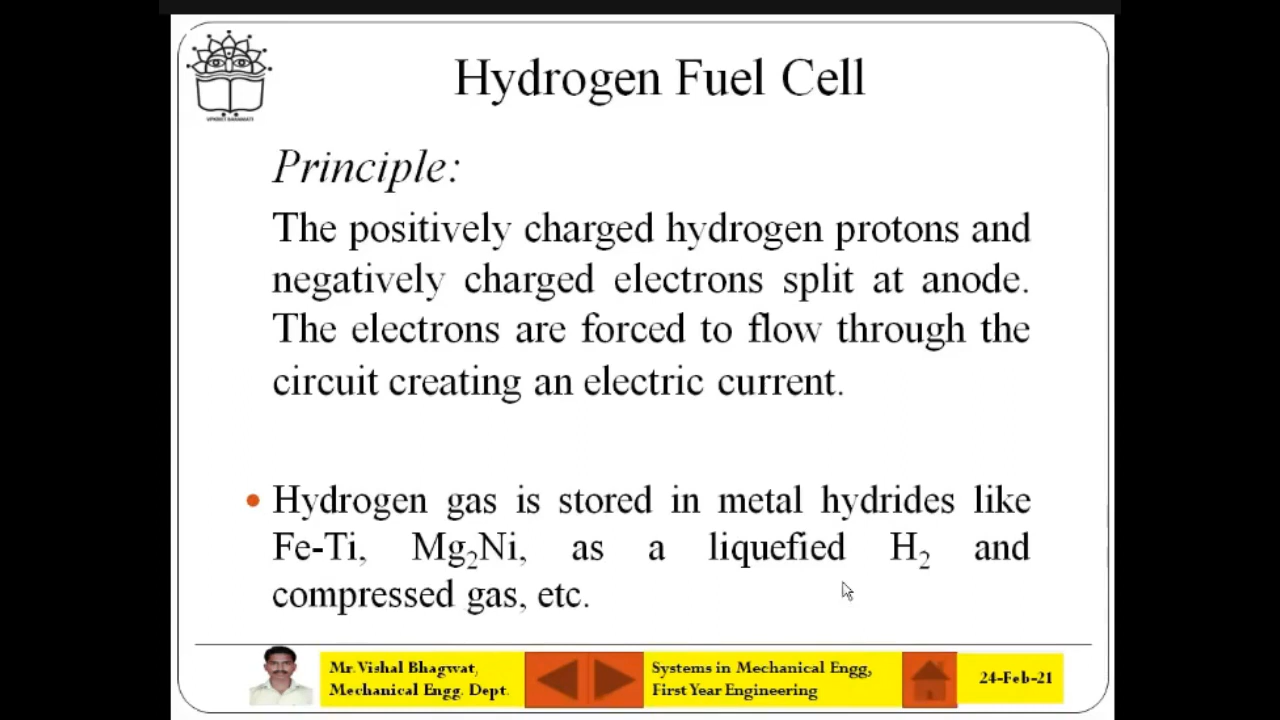 Hydrogen Fuel Cell
Principle:
The positively charged hydrogen protons and
negatively charged electrons split at anode.
The electrons are forced to flow through the
circuit creating an electric current.
• Hydrogen gas is stored in metal hydrides like
Fe-Ti, Mg₂Ni, as a liquefied H₂ and
compressed gas, etc.
Mr. Vishal Bhagwat,
Mechanical Engg. Dept.
Systems in Mechanical Engg,
First Year Engineering
24-Feb-21